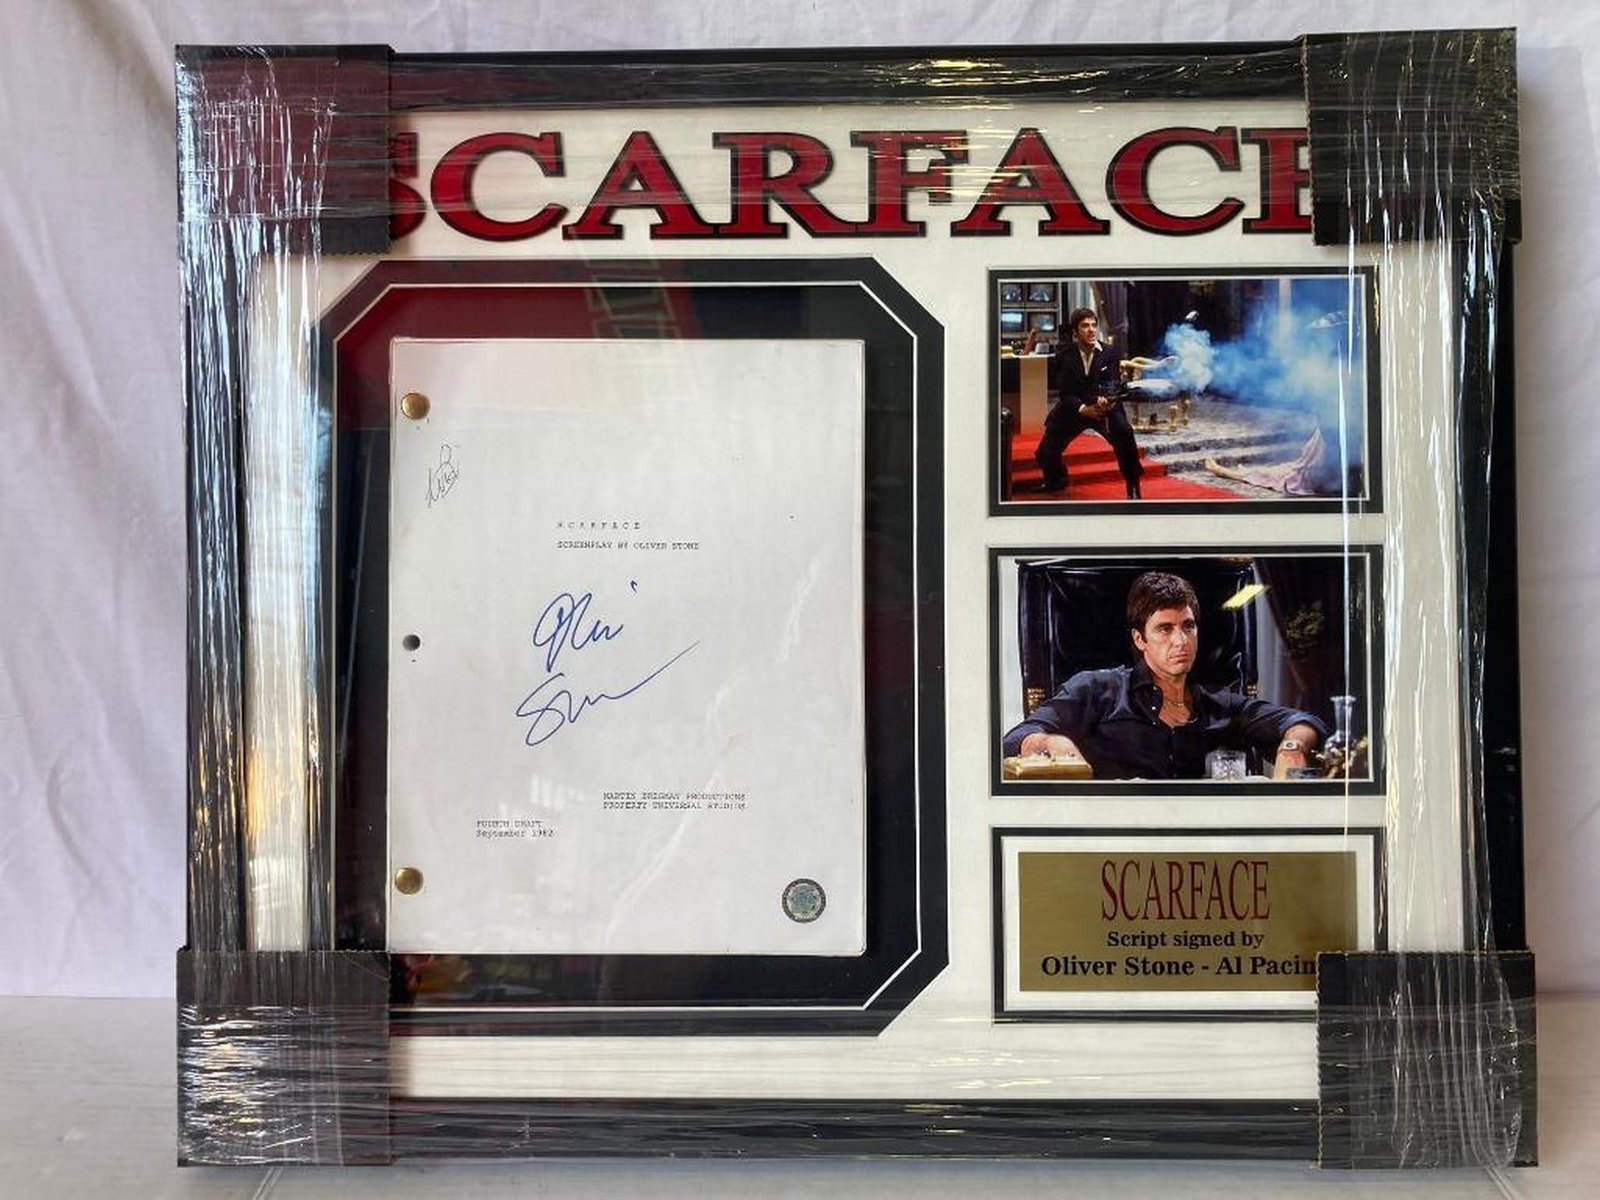 SCARFACE
SCARFACE
SCREENPLAY BY OLIVER STONE
MARTIN BREGMAN PRODUCTIONS
PROPERTY UNIVERSAL STUDIOS
FOURTH DRAFT
September 1982
SCARFACE
Script signed by
Oliver Stone - Al Pacin